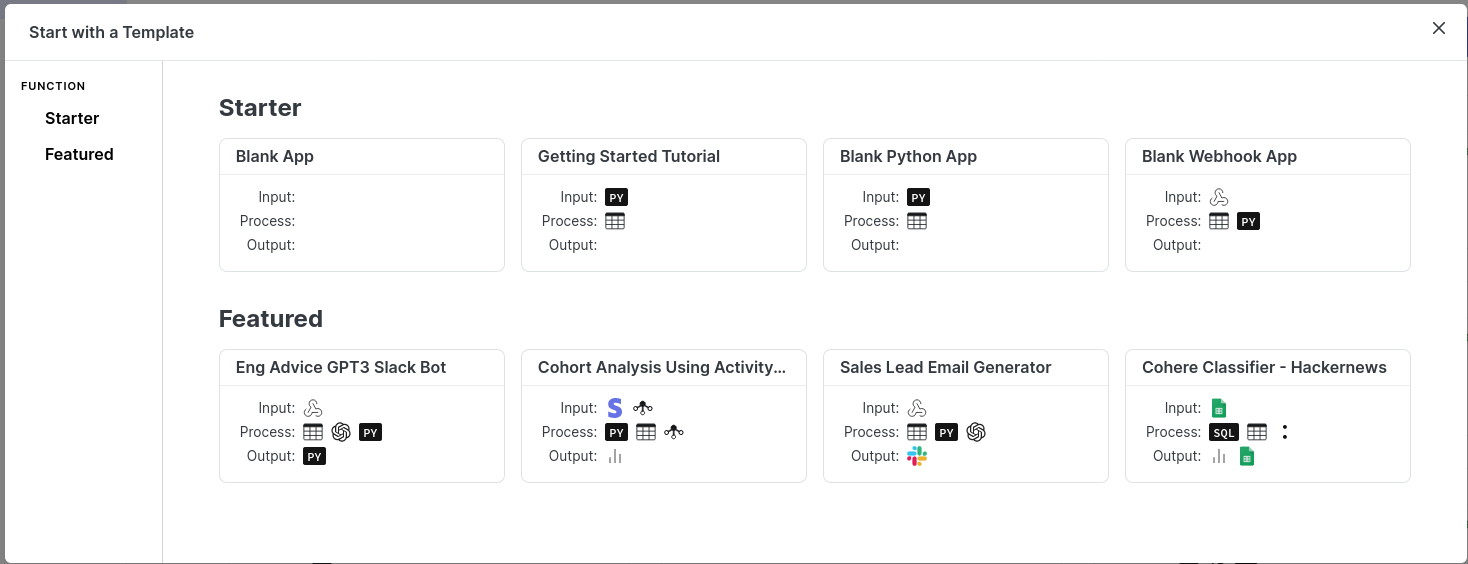 Start with a Template
FUNCTION
Starter
Featured
Starter
Blank App
Input:
Process:
Output:
Getting Started Tutorial
Input: PY
Process:
Output:
Blank Python App
Input: PY
Process:
Output:
Blank Webhook App
Input:
Process: PY
Output:
Featured
Eng Advice GPT3 Slack Bot
Input:
Process: PY
Output: PY
Cohort Analysis Using Activity...
Input: S
Process: PY
Output:
Sales Lead Email Generator
Input:
Process: PY
Output:
Cohere Classifier - Hackernews
Input:
Process: SQL
Output: